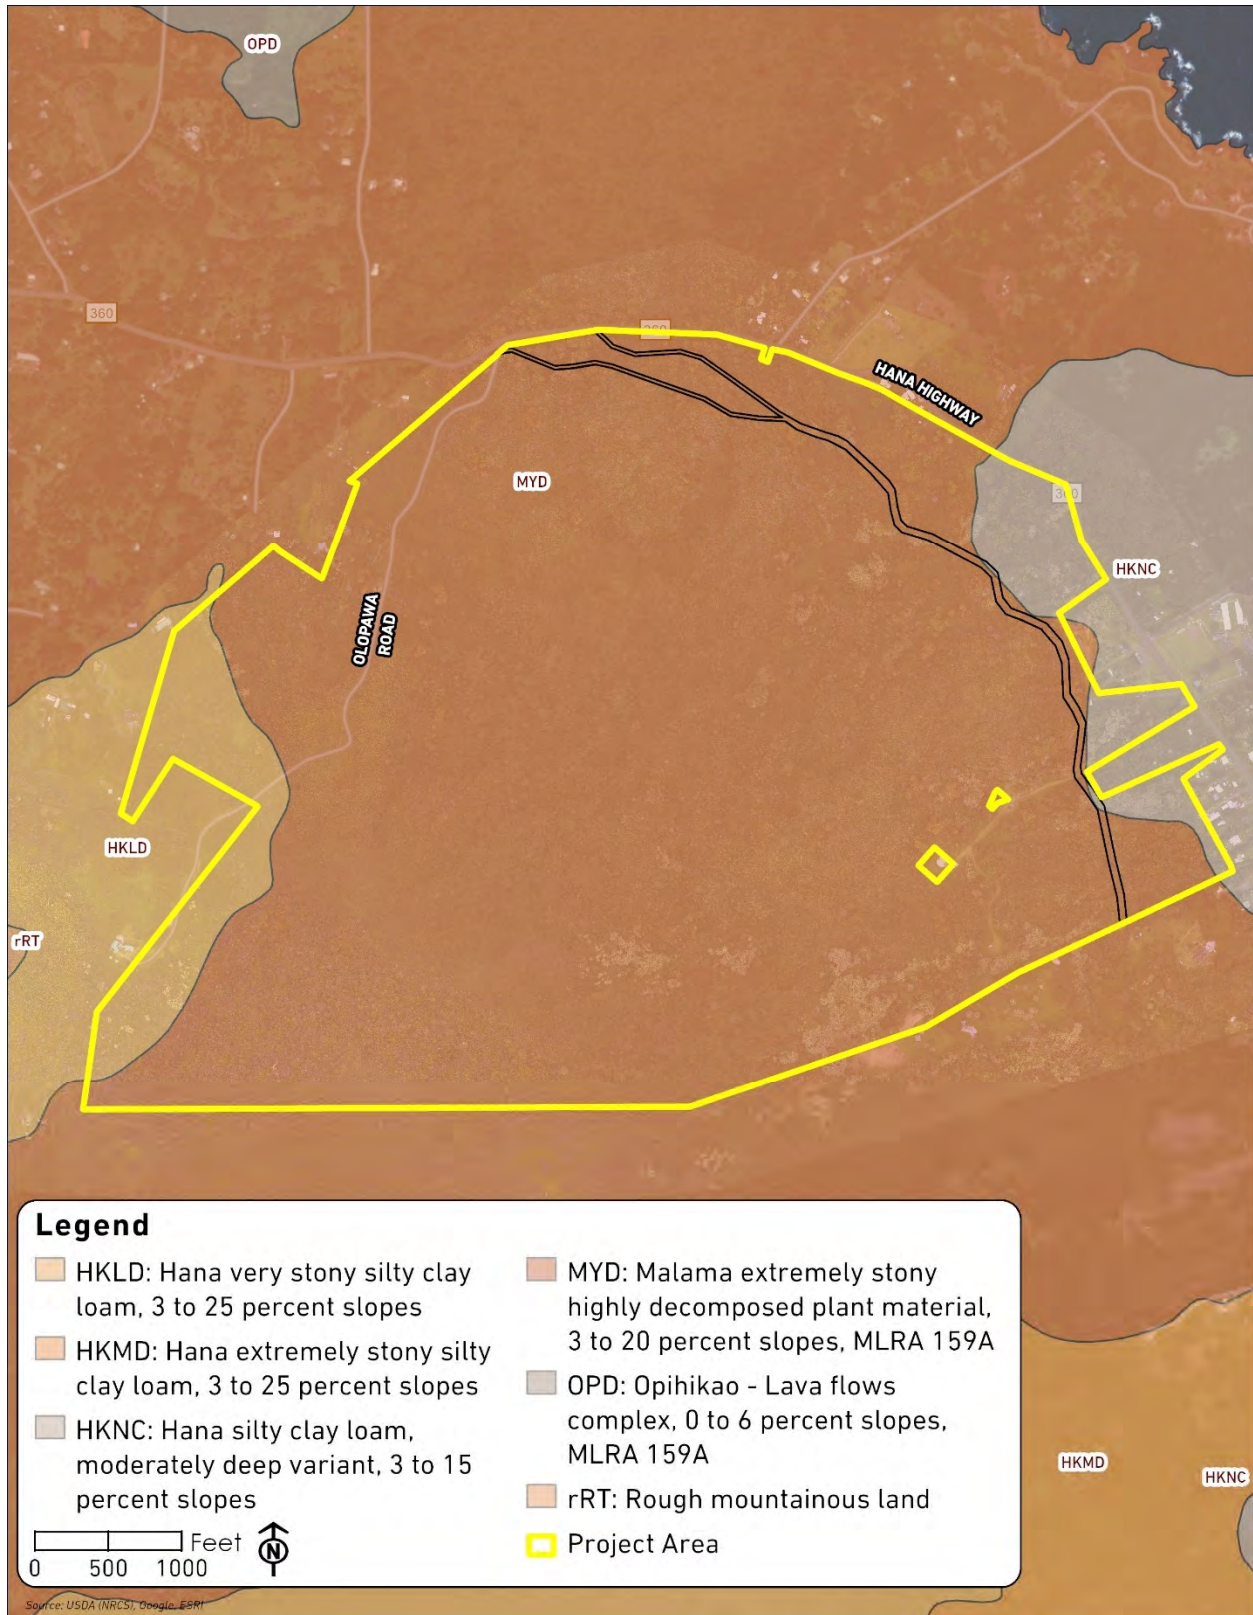 OPD
360
360
HANA HIGHWAY
MYD
360
HKNC
OLOPAWA
ROAD
HKLD
rRT
Legend
HKLD: Hana very stony silty clay
loam, 3 to 25 percent slopes
HKMD: Hana extremely stony silty
clay loam, 3 to 25 percent slopes
HKNC: Hana silty clay loam,
moderately deep variant, 3 to 15
percent slopes
Feet
0 500 1000
N
MYD: Malama extremely stony
highly decomposed plant material,
3 to 20 percent slopes, MLRA 159A
OPD: Opihikao - Lava flows
complex, 0 to 6 percent slopes,
MLRA 159A
rRT: Rough mountainous land
Project Area
HKMD
HKNC
Source: USDA (NRCS), Google, ESRI